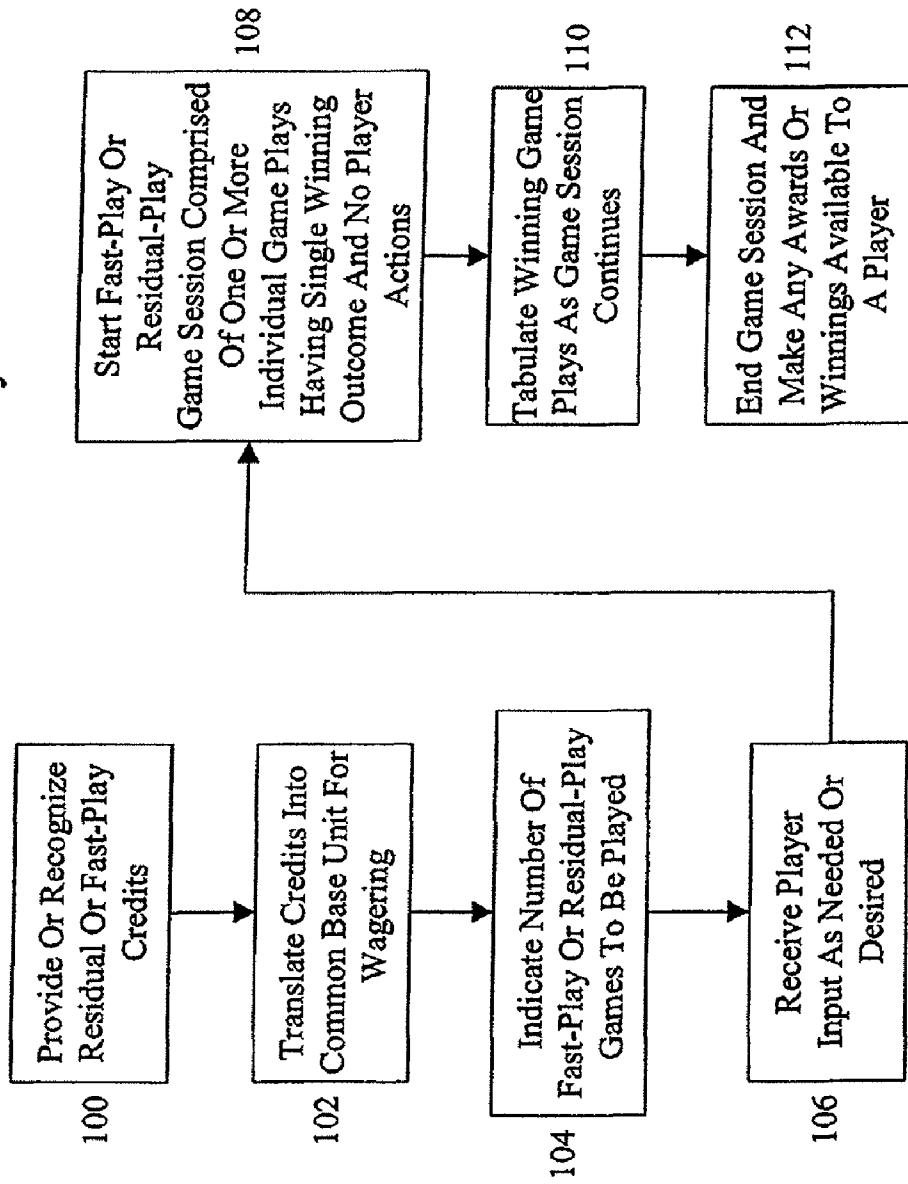 100
Provide Or Recognize
Residual Or Fast-Play
Credits
102
Translate Credits Into
Common Base Unit For
Wagering
104
Indicate Number Of
Fast-Play Or Residual-Play
Games To Be Played
106
Receive Player
Input As Needed Or
Desired
108
Start Fast-Play Or
Residual-Play
Game Session Comprised
Of One Or More
Individual Game Plays
Having Single Winning
Outcome And No Player
Actions
110
Tabulate Winning Game
Plays As Game Session
Continues
112
End Game Session And
Make Any Awards Or
Winnings Available To
A Player